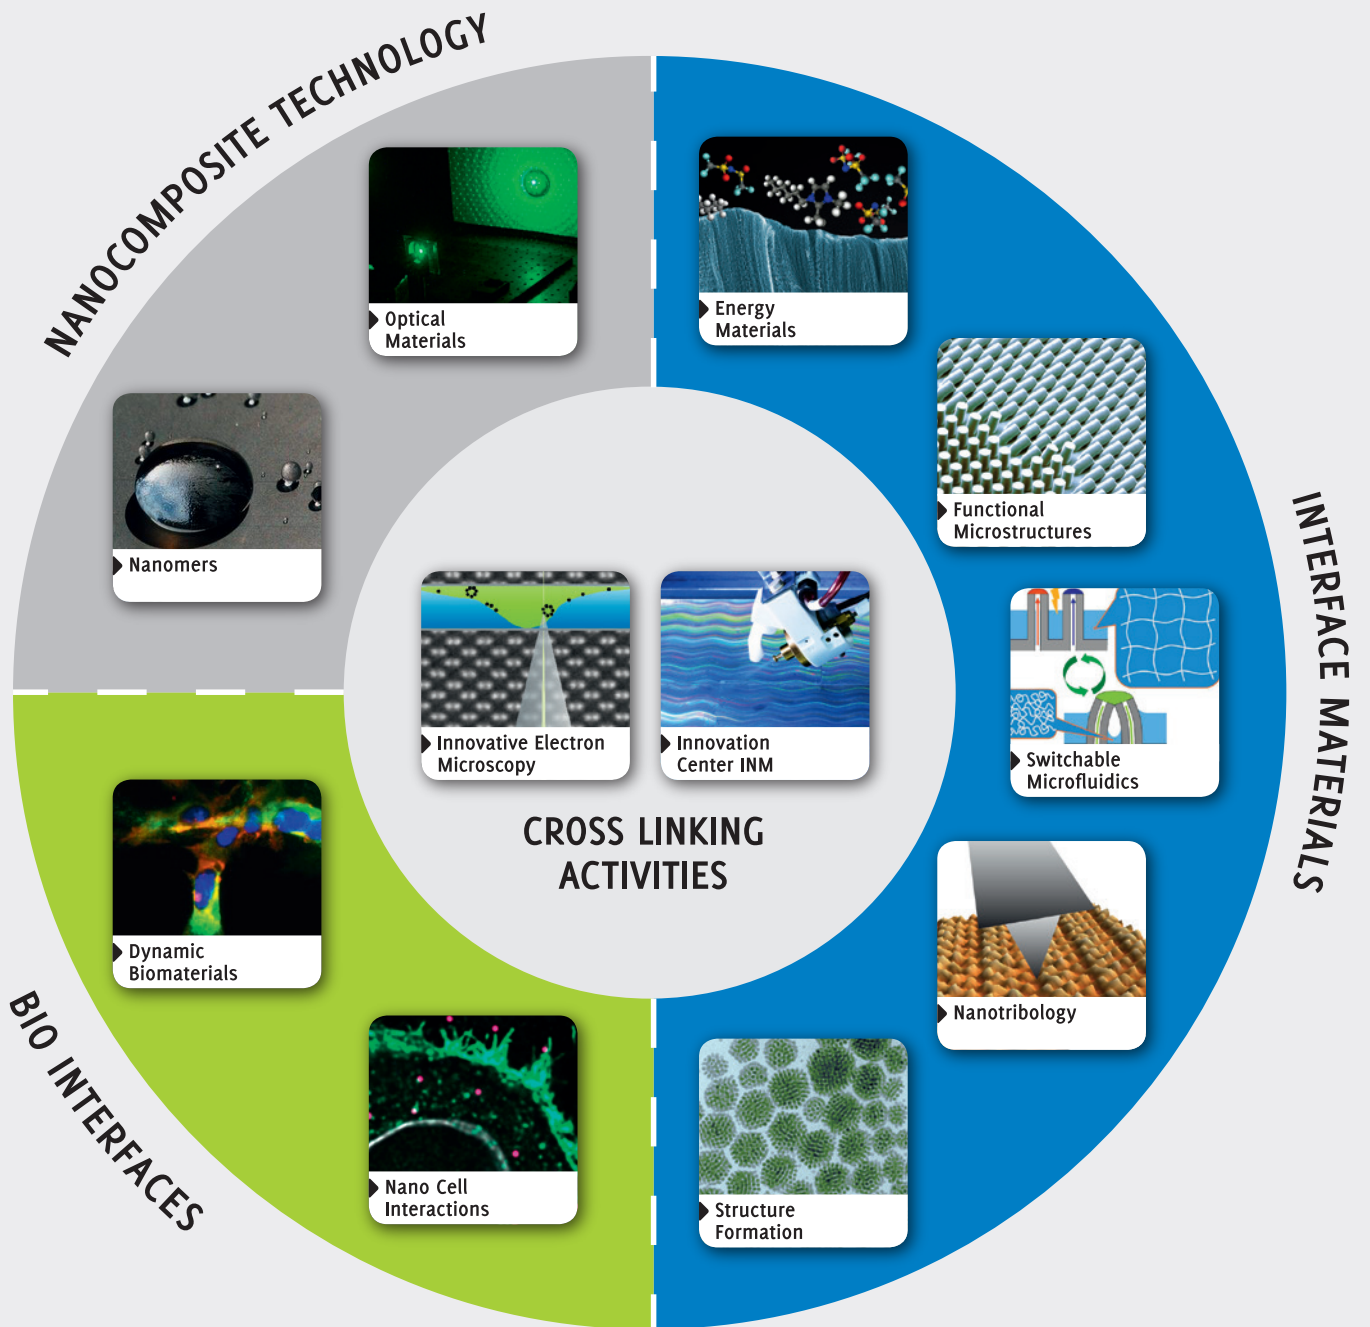 NANOCOMPOSITE TECHNOLOGY
Optical
Materials
Nanomers
Energy
Materials
Functional
Microstructures
Switchable
Microfluidics
Nanotribology
Structure
Formation
INTERFACE MATERIALS
Innovative Electron
Microscopy
Innovation
Center INM
CROSS LINKING
ACTIVITIES
Dynamic
Biomaterials
Nano Cell
Interactions
BIO INTERFACES